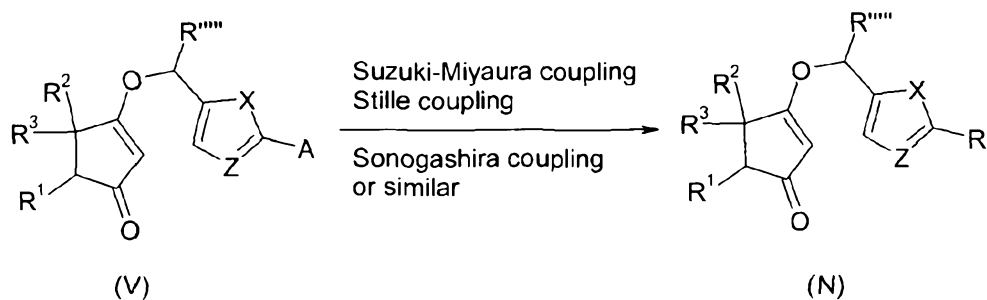 R'''''
O
R²
R³
R¹
O
X
Z
A
Suzuki-Miyaura coupling
Stille coupling
Sonogashira coupling
or similar
R'''''
O
R²
R³
R¹
O
X
Z
R
(V)
(N)